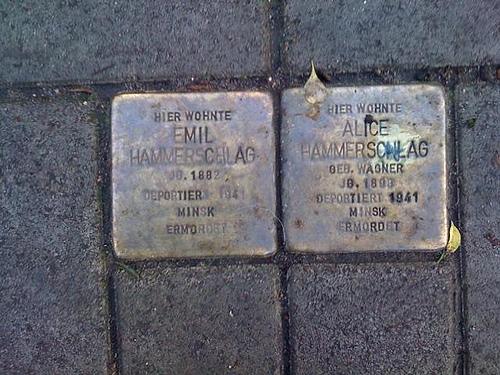 HIER WOHNTE
EMIL
HAMMERSCHLAG
JG. 1882
DEPORTIERT 1941
MINSK
ERMORDET
HIER WOHNTE
ALICE
HAMMERSCHLAG
GEB. WAGNER
JG.
DEPORTIERT 1941
MINSK
ERMORDET